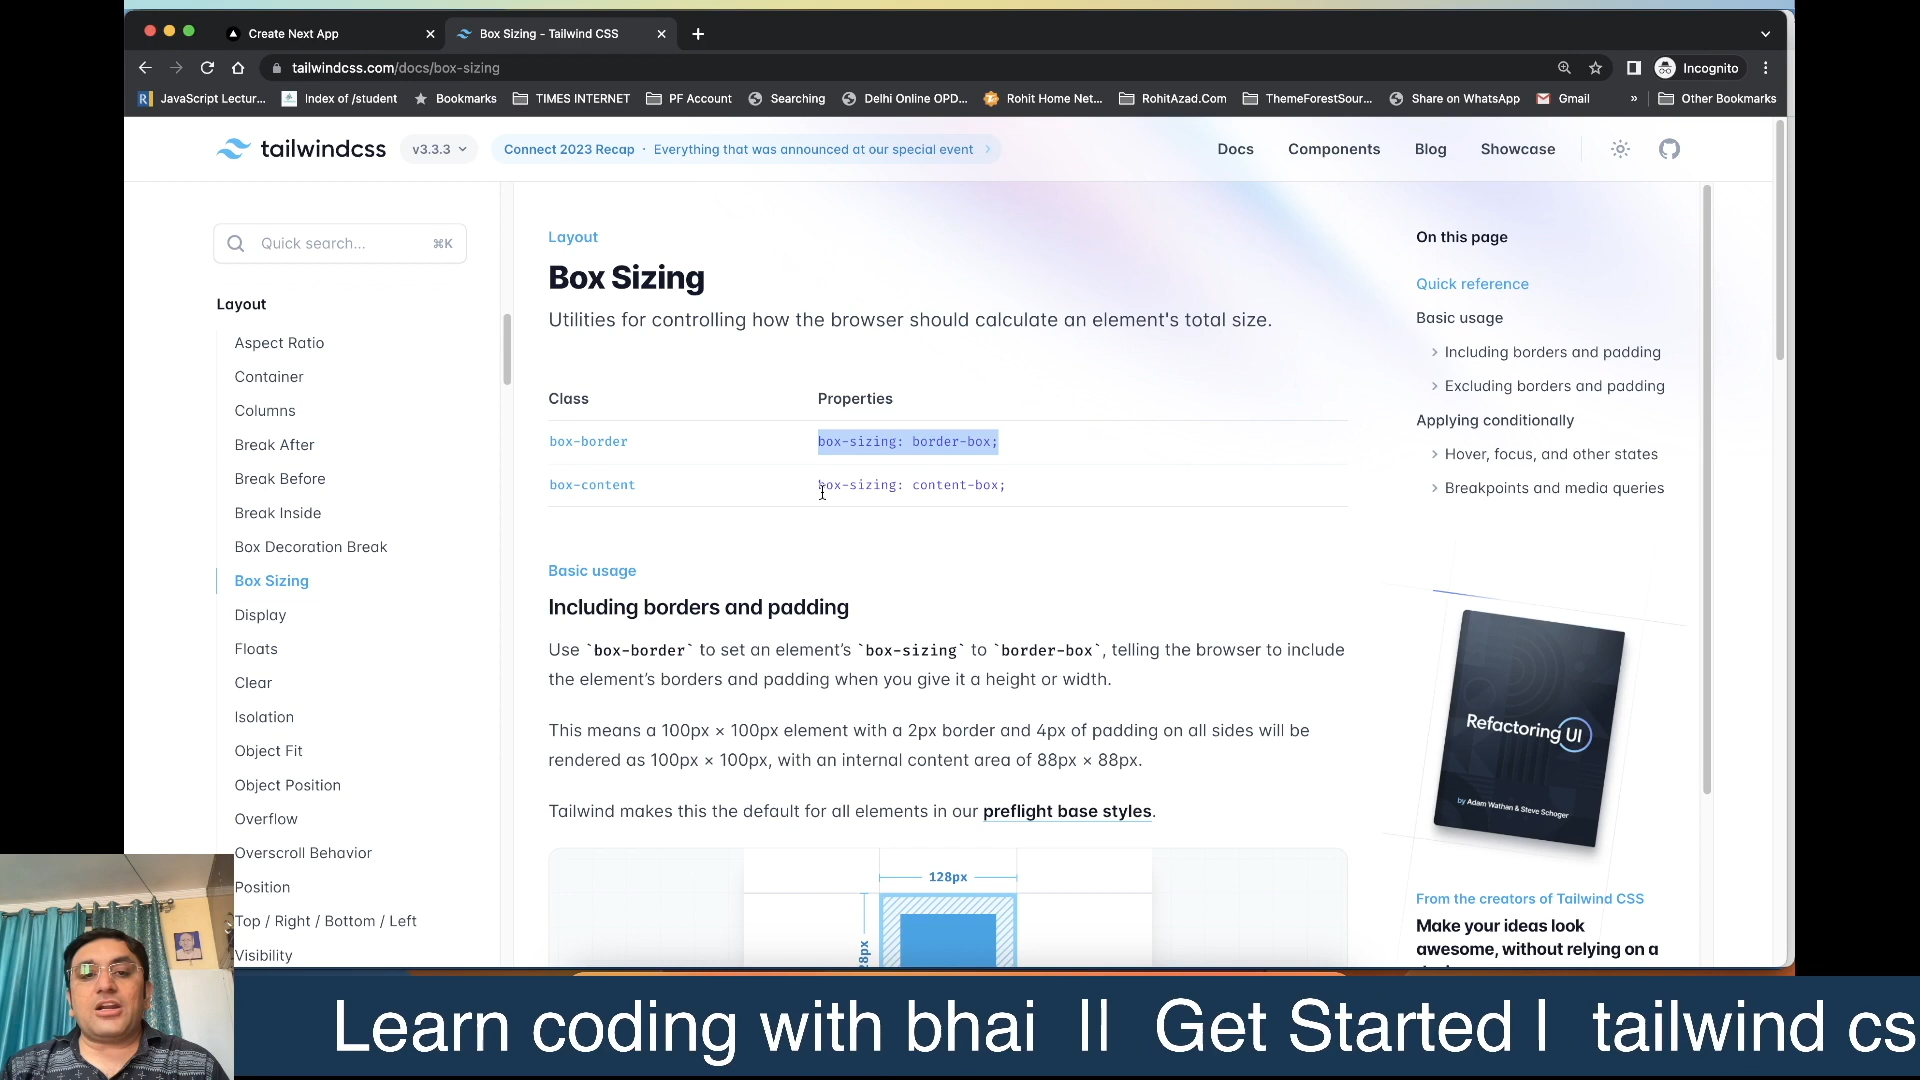 Create Next App
Box Sizing - Tailwind CSS
tailwindcss.com/docs/box-sizing
Incognito
JavaScript Lectur...
Index of /student
Bookmarks
TIMES INTERNET
PF Account
Searching
Delhi Online OPD...
Rohit Home Net...
RohitAzad.Com
ThemeForestSour...
Share on WhatsApp
Gmail
»
Other Bookmarks
tailwindcss
v3.3.3
Connect 2023 Recap · Everything that was announced at our special event
Docs
Components
Blog
Showcase
Quick search...
⌘K
Layout
Aspect Ratio
Container
Columns
Break After
Break Before
Break Inside
Box Decoration Break
Box Sizing
Display
Floats
Clear
Isolation
Object Fit
Object Position
Overflow
Overscroll Behavior
Position
Top / Right / Bottom / Left
Visibility
Layout
Box Sizing
Utilities for controlling how the browser should calculate an element's total size.
Class Properties
box-border box-sizing: border-box;
box-content box-sizing: content-box;
Basic usage
Including borders and padding
Use `box-border` to set an element’s `box-sizing` to `border-box`, telling the browser to include
the element’s borders and padding when you give it a height or width.
This means a 100px × 100px element with a 2px border and 4px of padding on all sides will be
rendered as 100px × 100px, with an internal content area of 88px × 88px.
Tailwind makes this the default for all elements in our preflight base styles.
128px
28px
On this page
Quick reference
Basic usage
Including borders and padding
Excluding borders and padding
Applying conditionally
Hover, focus, and other states
Breakpoints and media queries
Refactoring UI
by Adam Wathan & Steve Schoger
From the creators of Tailwind CSS
Make your ideas look
awesome, without relying on a
Learn coding with bhai || Get Started | tailwind cs